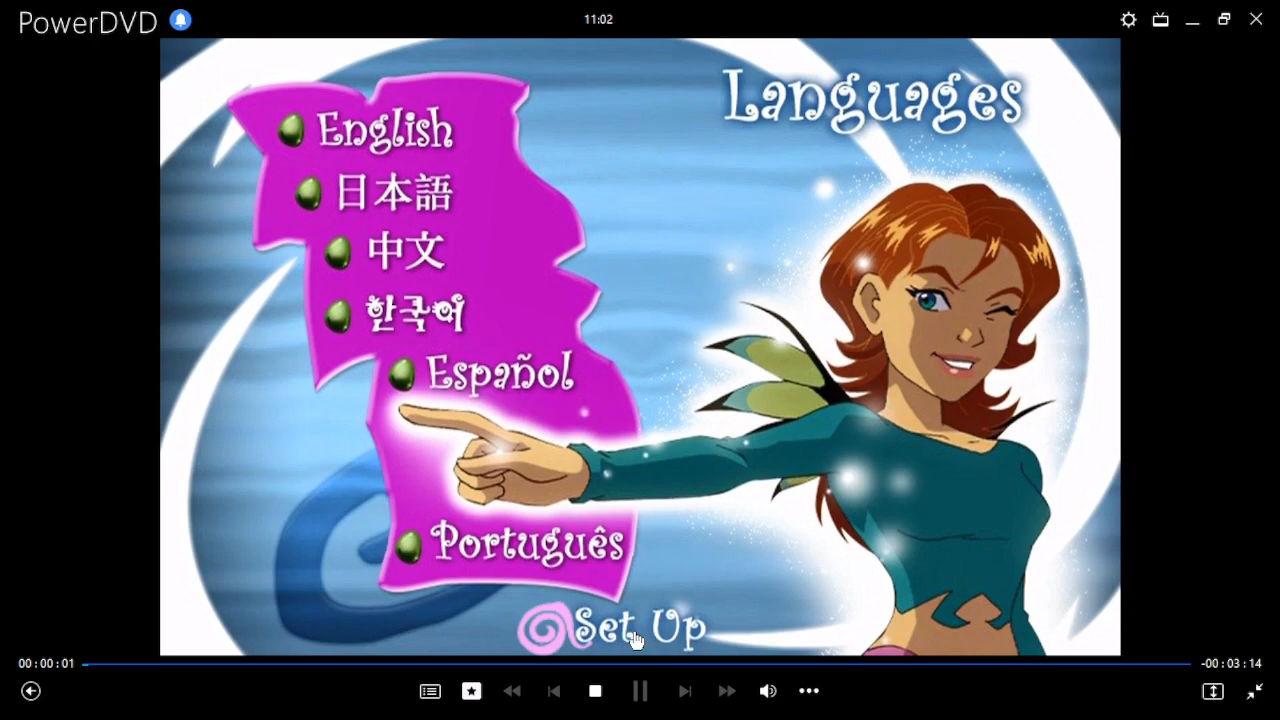 PowerDVD
11:02
Languages
English
日本語
中文
한국어
Español
Português
Set Up
00:00:01
-00:03:14